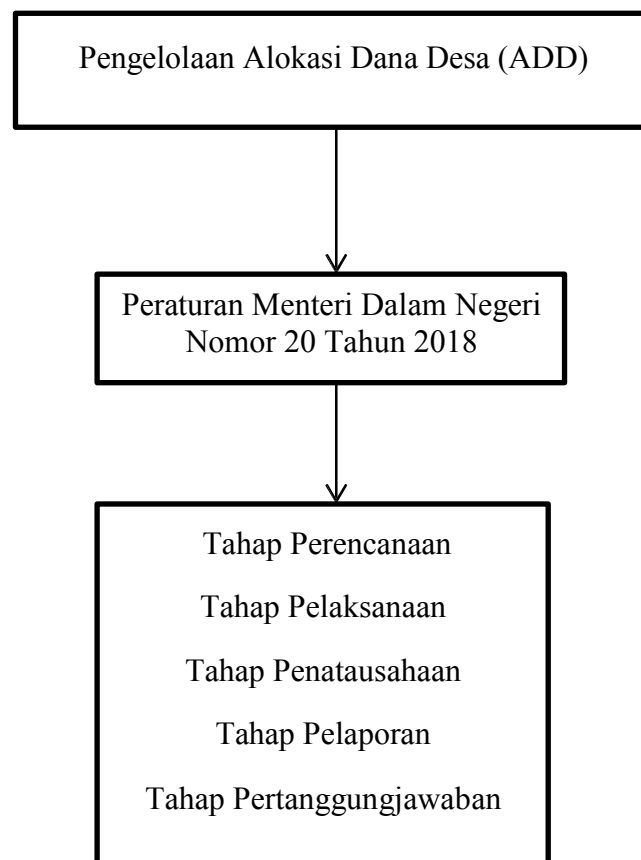 Pengelolaan Alokasi Dana Desa (ADD)
Peraturan Menteri Dalam Negeri
Nomor 20 Tahun 2018
Tahap Perencanaan
Tahap Pelaksanaan
Tahap Penatausahaan
Tahap Pelaporan
Tahap Pertanggungjawaban